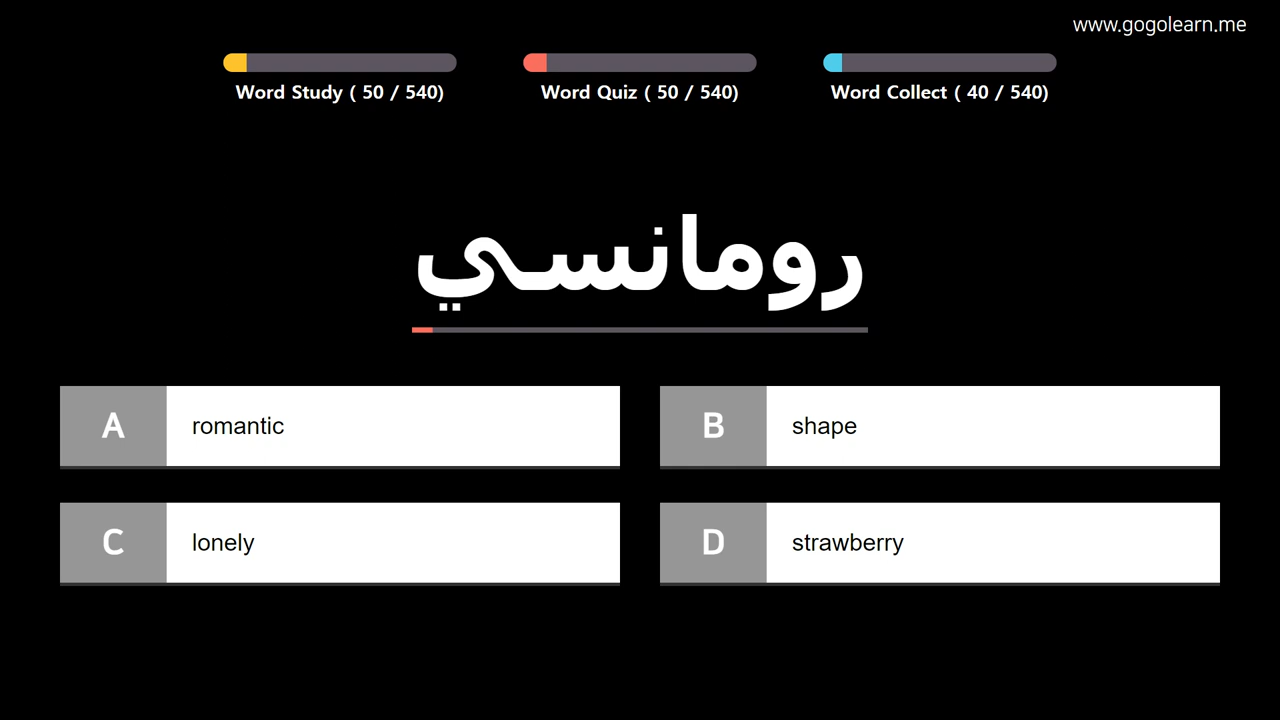 www.gogolearn.me
Word Study ( 50 / 540)
Word Quiz ( 50 / 540)
Word Collect ( 40 / 540)
رومانسي
A romantic
B shape
C lonely
D strawberry